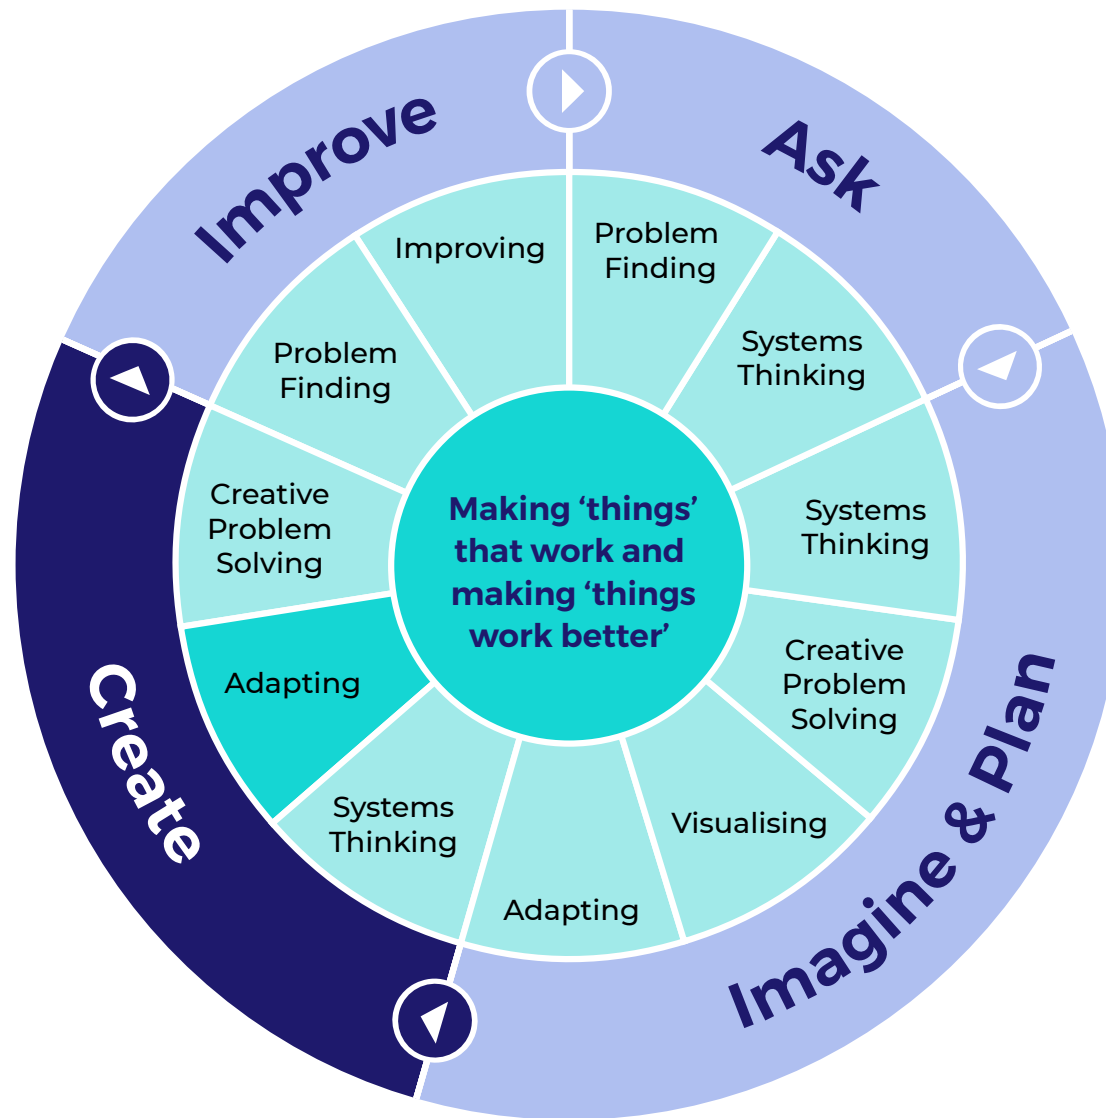 Improve
Ask
Improving
Problem
Finding
Systems
Thinking
Systems
Thinking
Creative
Problem
Solving
Visualising
Adapting
Systems
Thinking
Adapting
Creative
Problem
Solving
Problem
Finding
Making ‘things’
that work and
making ‘things
work better’
Create
Imagine & Plan